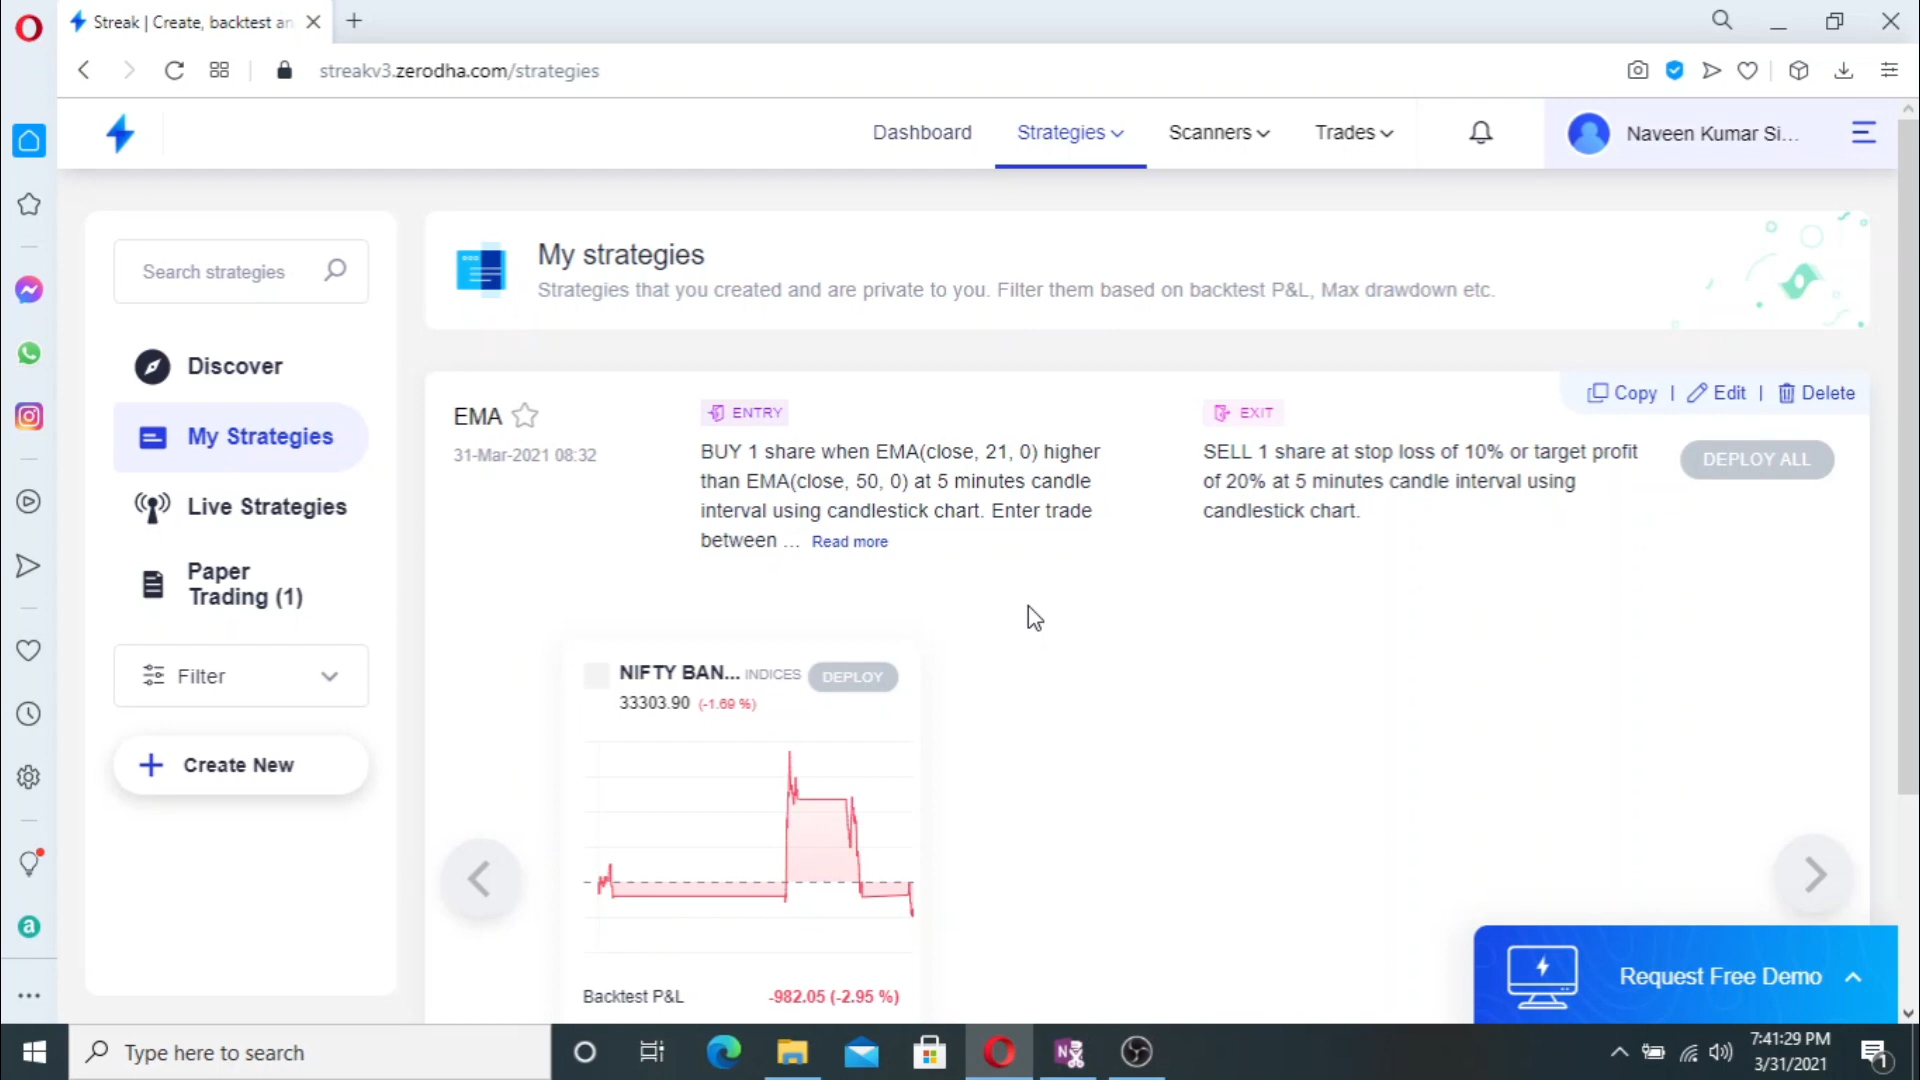 Streak | Create, backtest an
streakv3.zerodha.com/strategies
Dashboard
Strategies
Scanners
Trades
Naveen Kumar Si...
Search strategies
Discover
My Strategies
Live Strategies
Paper
Trading (1)
Filter
Create New
My strategies
Strategies that you created and are private to you. Filter them based on backtest P&L, Max drawdown etc.
Copy | Edit | Delete
EMA
31-Mar-2021 08:32
ENTRY
BUY 1 share when EMA(close, 21, 0) higher
than EMA(close, 50, 0) at 5 minutes candle
interval using candlestick chart. Enter trade
between ... Read more
EXIT
SELL 1 share at stop loss of 10% or target profit
of 20% at 5 minutes candle interval using
candlestick chart.
DEPLOY ALL
NIFTY BAN... INDICES DEPLOY
33303.90 (-1.69 %)
Backtest P&L -982.05 (-2.95 %)
Request Free Demo
Type here to search
7:41:29 PM
3/31/2021
1